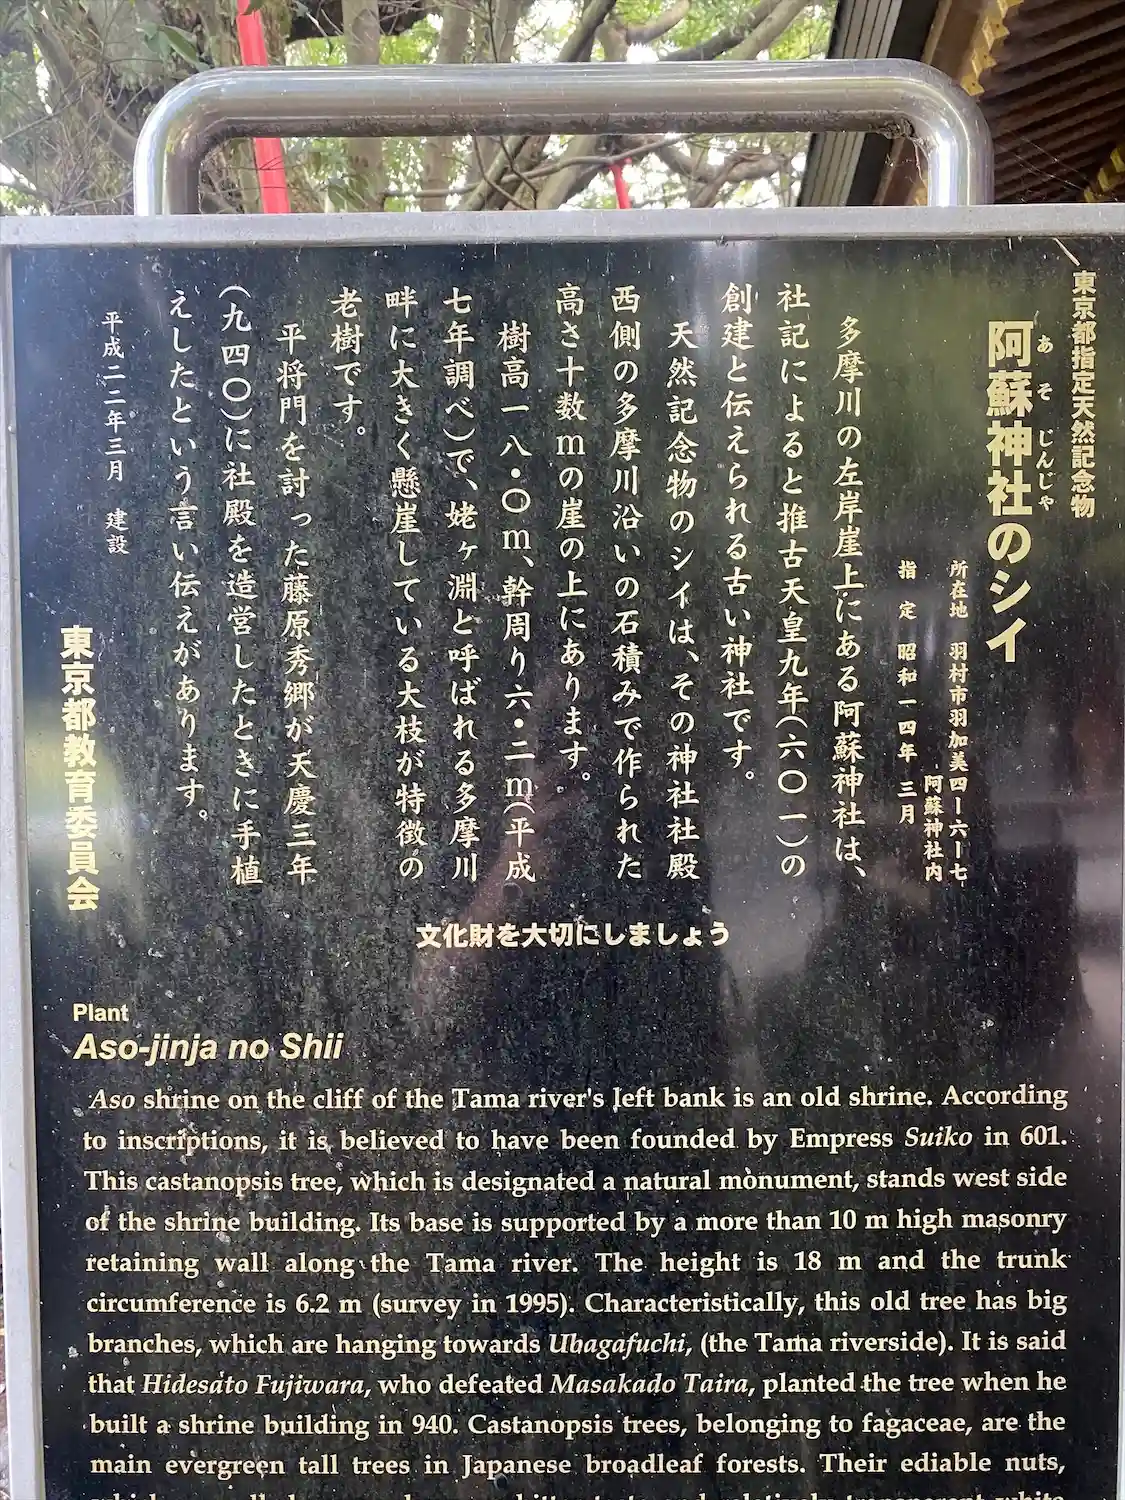 東京都指定天然記念物
阿蘇神社のシイ
あそじんじゃ
所在地 羽村市羽加美四ー六ー七
阿蘇神社内
指定 昭和一四年 三月
多摩川の左岸崖上にある阿蘇神社は、
社記によると推古天皇九年(六〇一)の
創建と伝えられる古い神社です。
天然記念物のシイは、その神社社殿
西側の多摩川沿いの石積みで作られた
高さ十数mの崖の上にあります。
樹高一八・〇m、幹周り六・二m(平成
七年調べ)で、姥ヶ淵と呼ばれる多摩川
畔に大きく懸崖している大枝が特徴の
老樹です。
平将門を討った藤原秀郷が天慶三年
(九四〇)に社殿を造営したときに手植
えしたという言い伝えがあります。
平成二二年三月 建設
東京都教育委員会
文化財を大切にしましょう
Plant
Aso-jinja no Shii
Aso shrine on the cliff of the Tama river's left bank is an old shrine. According
to inscriptions, it is believed to have been founded by Empress Suiko in 601.
This castanopsis tree, which is designated a natural monument, stands west side
of the shrine building. Its base is supported by a more than 10 m high masonry
retaining wall along the Tama river. The height is 18 m and the trunk
circumference is 6.2 m (survey in 1995). Characteristically, this old tree has big
branches, which are hanging towards Ubagafuchi, (the Tama riverside). It is said
that Hidesato Fujiwara, who defeated Masakado Taira, planted the tree when he
built a shrine building in 940. Castanopsis trees, belonging to fagaceae, are the
main evergreen tall trees in Japanese broadleaf forests. Their ediable nuts,